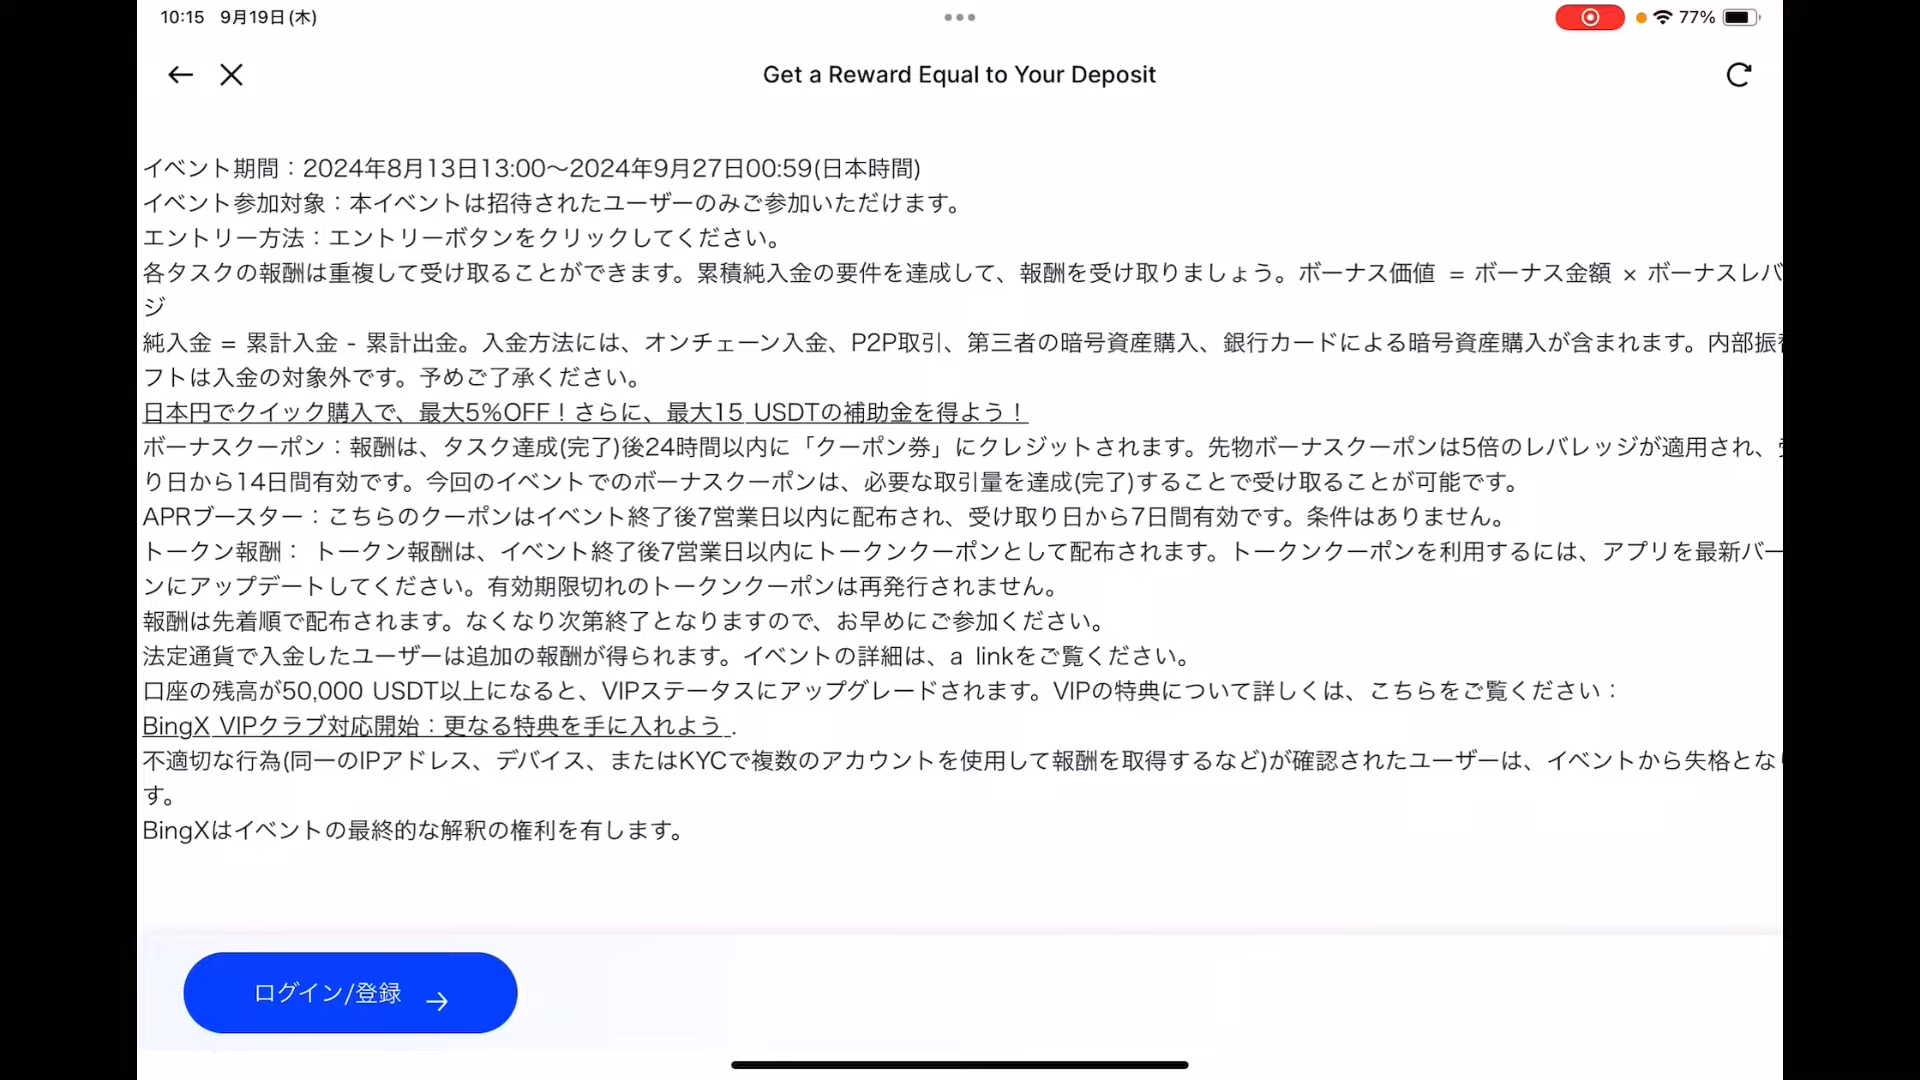 10:15 9月19日(木)
77%
Get a Reward Equal to Your Deposit
イベント期間：2024年8月13日13:00〜2024年9月27日00:59(日本時間)
イベント参加対象：本イベントは招待されたユーザーのみご参加いただけます。
エントリー方法：エントリーボタンをクリックしてください。
各タスクの報酬は重複して受け取ることができます。累積純入金の要件を達成して、報酬を受け取りましょう。ボーナス価値 = ボーナス金額 × ボーナスレバ
ジ
純入金 = 累計入金 - 累計出金。入金方法には、オンチェーン入金、P2P取引、第三者の暗号資産購入、銀行カードによる暗号資産購入が含まれます。内部振
フトは入金の対象外です。予めご了承ください。
日本円でクイック購入で、最大5%OFF！さらに、最大15 USDTの補助金を得よう！
ボーナスクーポン：報酬は、タスク達成(完了)後24時間以内に「クーポン券」にクレジットされます。先物ボーナスクーポンは5倍のレバレッジが適用され、
り日から14日間有効です。今回のイベントでのボーナスクーポンは、必要な取引量を達成(完了)することで受け取ることが可能です。
APRブースター：こちらのクーポンはイベント終了後7営業日以内に配布され、受け取り日から7日間有効です。条件はありません。
トークン報酬： トークン報酬は、イベント終了後7営業日以内にトークンクーポンとして配布されます。トークンクーポンを利用するには、アプリを最新バー
ンにアップデートしてください。有効期限切れのトークンクーポンは再発行されません。
報酬は先着順で配布されます。なくなり次第終了となりますので、お早めにご参加ください。
法定通貨で入金したユーザーは追加の報酬が得られます。イベントの詳細は、a linkをご覧ください。
口座の残高が50,000 USDT以上になると、VIPステータスにアップグレードされます。VIPの特典について詳しくは、こちらをご覧ください：
BingX VIPクラブ対応開始：更なる特典を手に入れよう .
不適切な行為(同一のIPアドレス、デバイス、またはKYCで複数のアカウントを使用して報酬を取得するなど)が確認されたユーザーは、イベントから失格とな
す。
BingXはイベントの最終的な解釈の権利を有します。
ログイン/登録 →